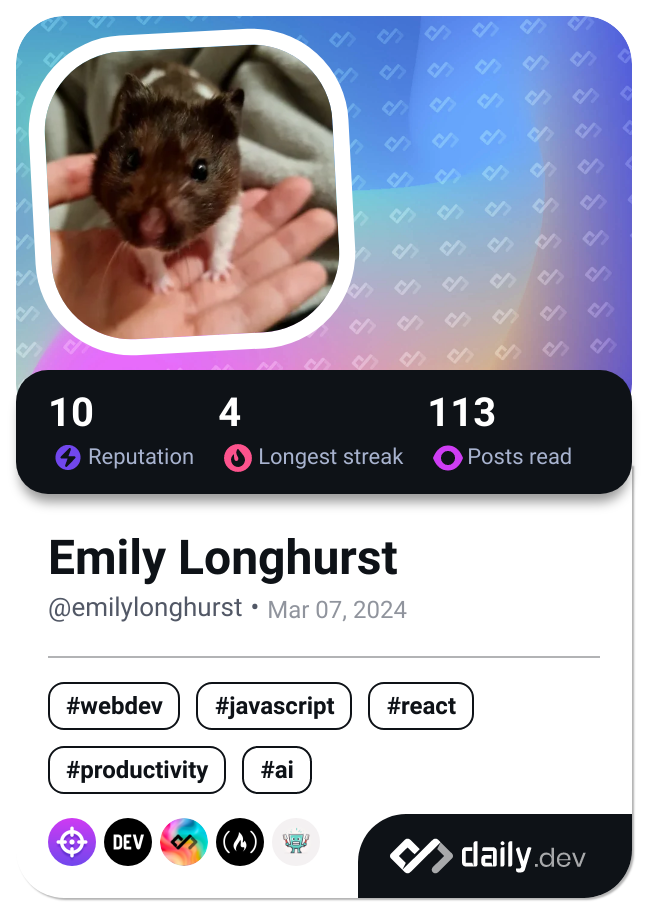 10 4 113
Reputation Longest streak Posts read
Emily Longhurst
@emilylonghurst • Mar 07, 2024
#webdev #javascript #react
#productivity #ai
DEV
daily.dev